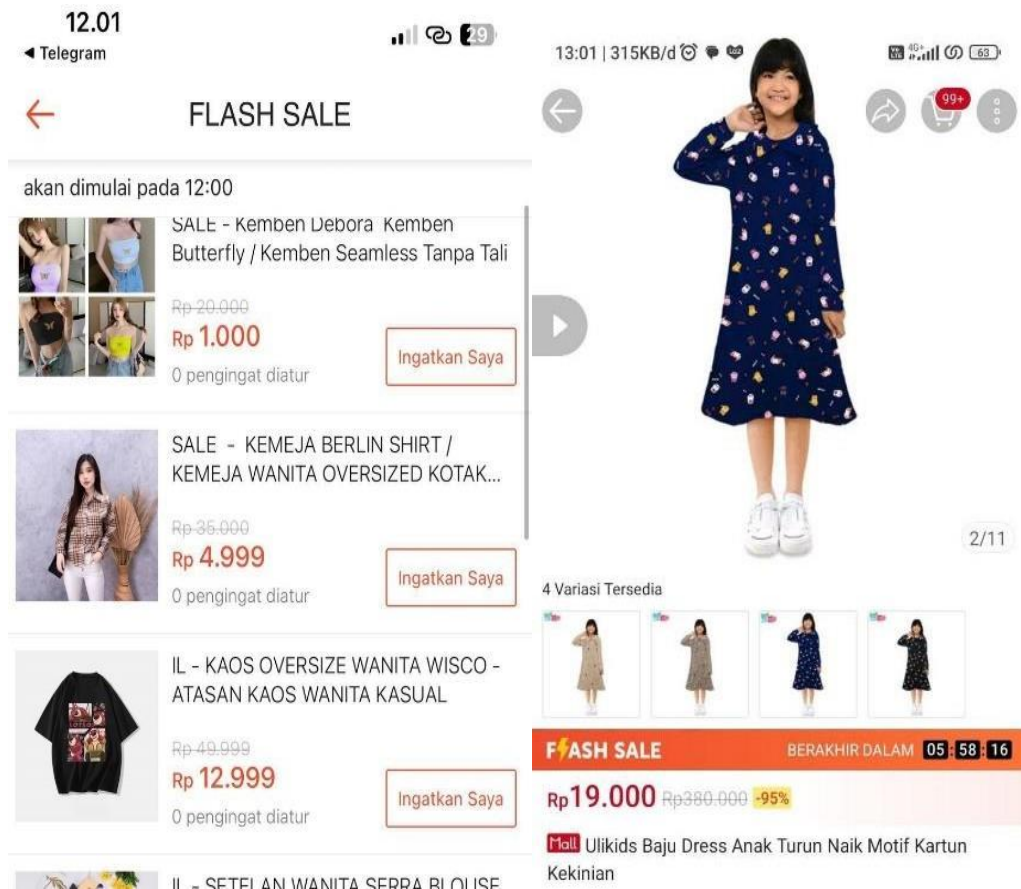 12.01
29
◀ Telegram
FLASH SALE
akan dimulai pada 12:00
SALE - Kemben Debora Kemben
Butterfly / Kemben Seamless Tanpa Tali
Rp 20.000
Rp 1.000
Ingatkan Saya
0 pengingat diatur
SALE - KEMEJA BERLIN SHIRT /
KEMEJA WANITA OVERSIZED KOTAK...
Rp 35.000
Rp 4.999
Ingatkan Saya
0 pengingat diatur
IL - KAOS OVERSIZE WANITA WISCO -
ATASAN KAOS WANITA KASUAL
Rp 49.999
Rp 12.999
Ingatkan Saya
0 pengingat diatur
IL - SETELAN WANITA SERRA BLOUSE
13:01 | 315KB/d
4G+
63
99+
2/11
4 Variasi Tersedia
FLASH SALE
BERAKHIR DALAM 05:58:16
Rp19.000 Rp380.000 -95%
Mall Ulikids Baju Dress Anak Turun Naik Motif Kartun
Kekinian